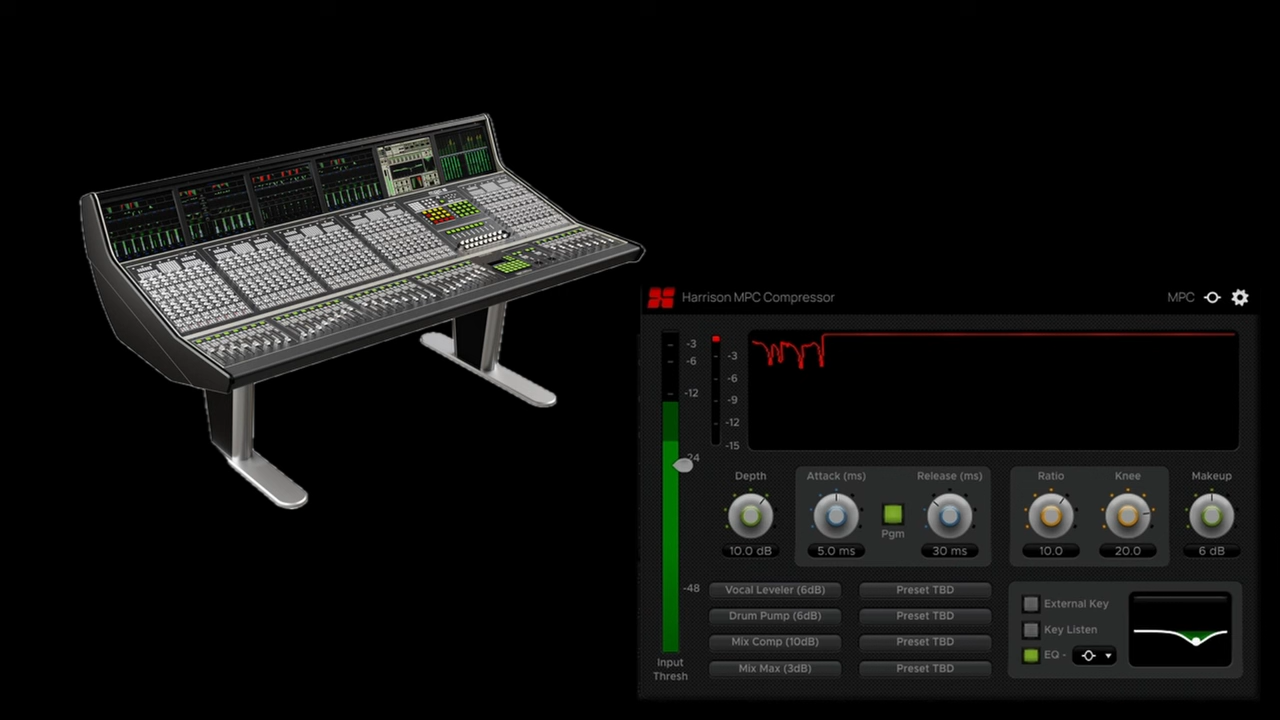 Harrison MPC Compressor
MPC
-3
-6
-12
24
-48
-3
-6
-9
-12
-15
Depth
Attack (ms)
Release (ms)
Ratio
Knee
Makeup
Pgm
10.0 dB
5.0 ms
30 ms
10.0
20.0
6 dB
Vocal Leveler (6dB)
Preset TBD
Drum Pump (6dB)
Preset TBD
Mix Comp (10dB)
Preset TBD
Mix Max (3dB)
Preset TBD
External Key
Key Listen
EQ -
Input
Thresh